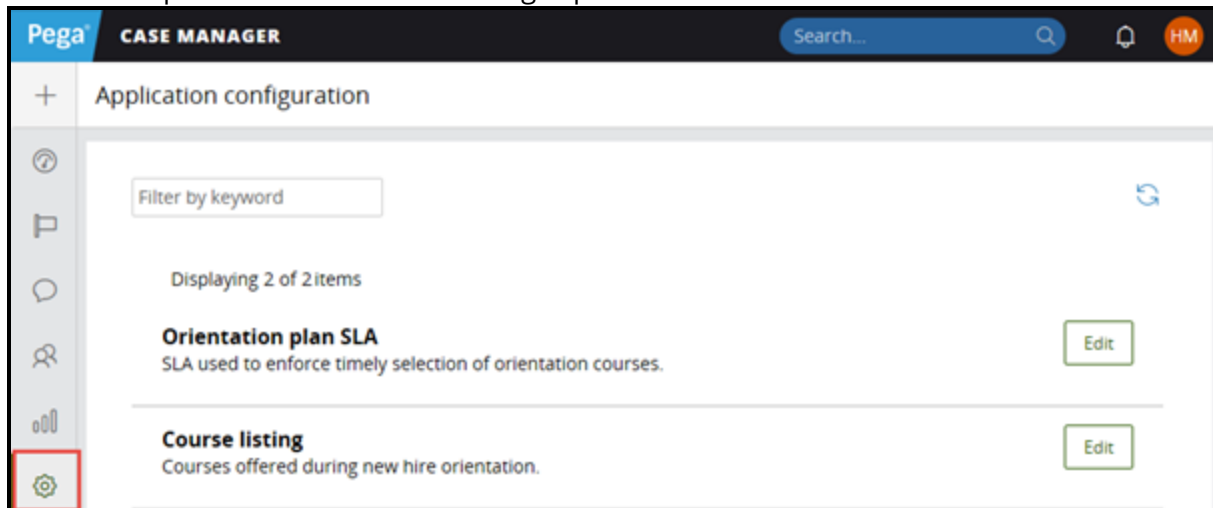 Pega CASE MANAGER Search... HM
Application configuration
Filter by keyword
Displaying 2 of 2 items
Orientation plan SLA
SLA used to enforce timely selection of orientation courses.
Edit
Course listing
Courses offered during new hire orientation.
Edit